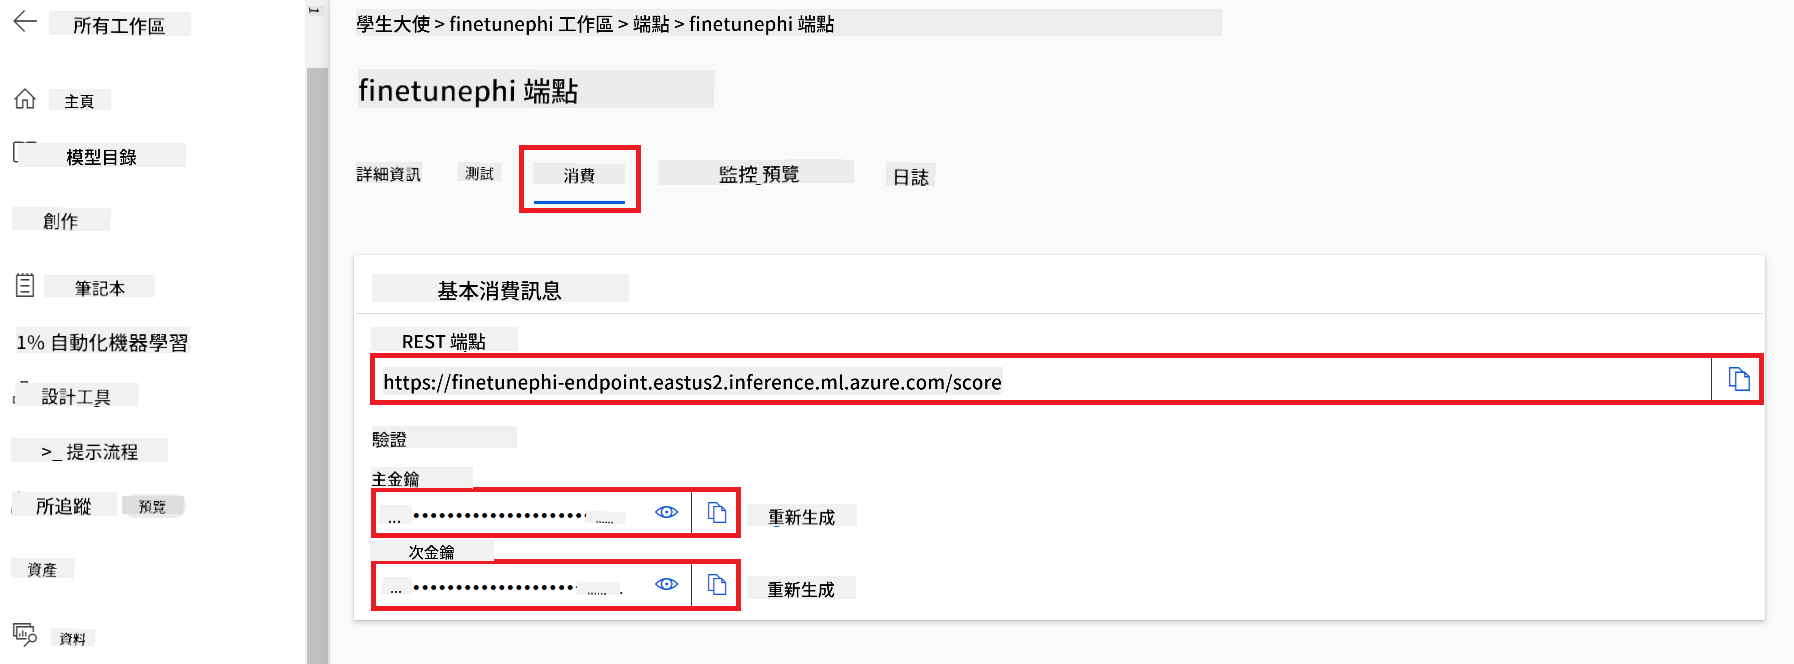 所有工作區
主頁
模型目錄
創作
筆記本
1% 自動化機器學習
設計工具
>_ 提示流程
所追蹤 預覽
資產
資料
學生大使 > finetunephi 工作區 > 端點 > finetunephi 端點
finetunephi 端點
詳細資訊 測試 消費 監控_預覽 日誌
基本消費訊息
REST 端點
https://finetunephi-endpoint.eastus2.inference.ml.azure.com/score
驗證
主金鑰
重新生成
次金鑰
重新生成